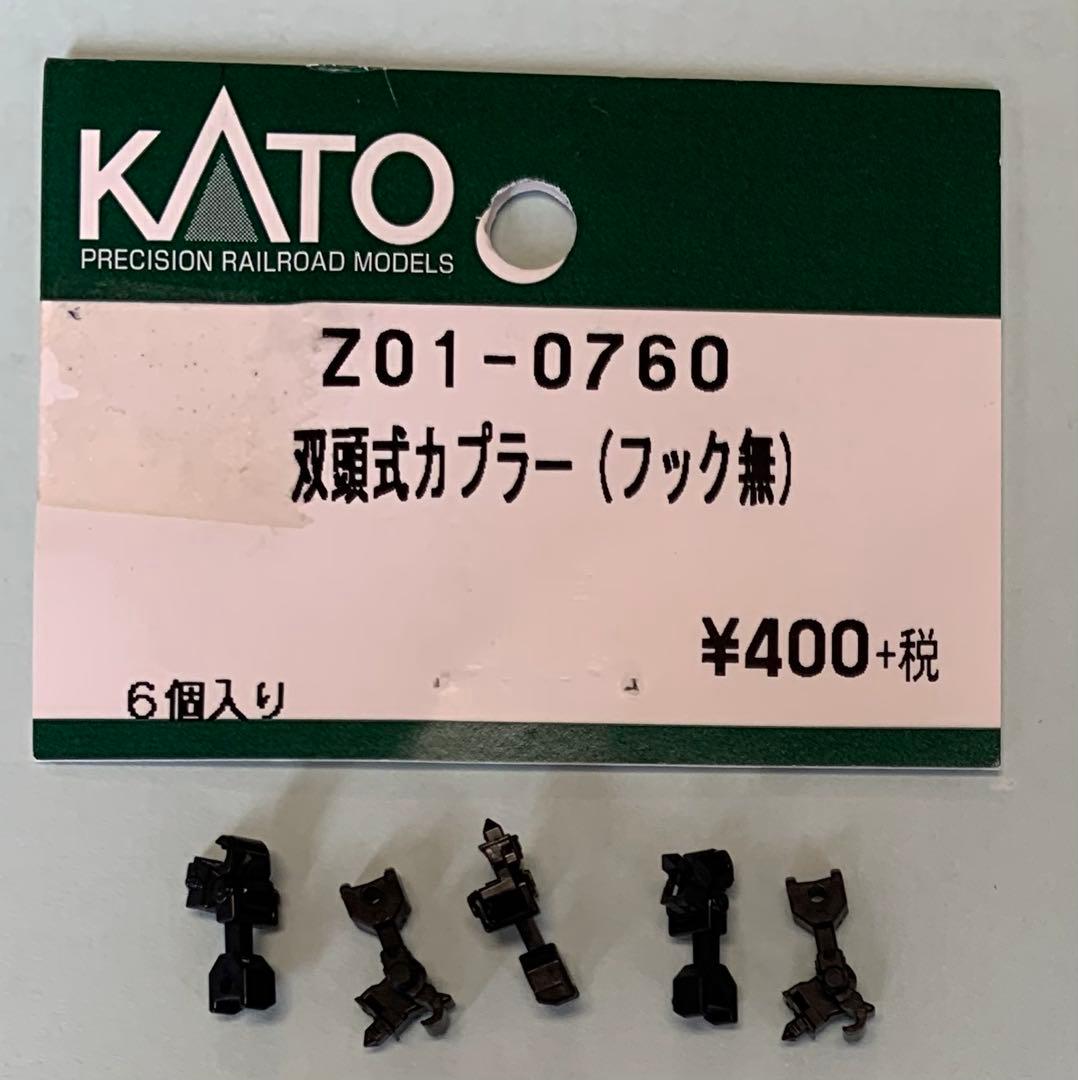 KATO
PRECISION RAILROAD MODELS
Z01-0760
双頭式カプラー（フック無）
¥400+税
6個入り